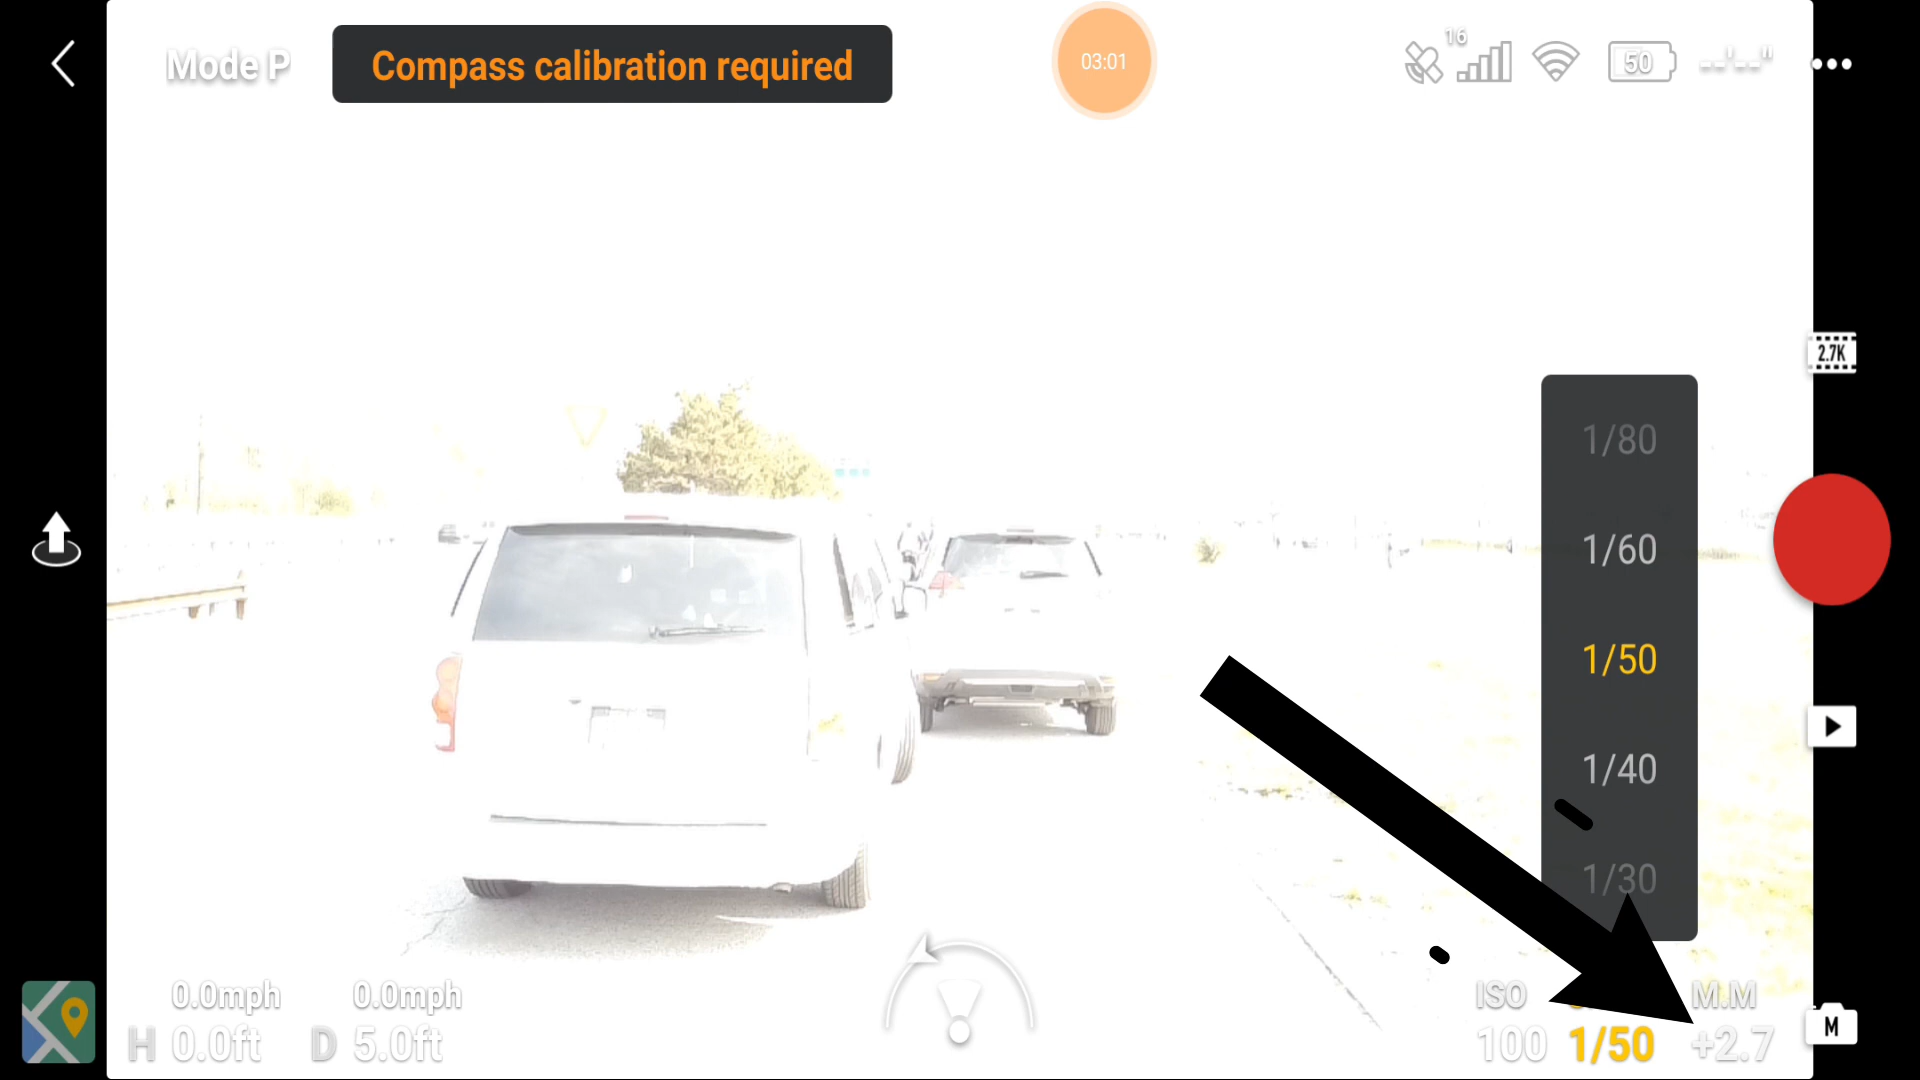 Mode P
Compass calibration required
03:01
16
50
--'--"
2.7K
1/80
1/60
1/50
1/40
1/30
0.0mph 0.0mph
H 0.0ft D 5.0ft
ISO M.M
100 1/50 +2.7
M